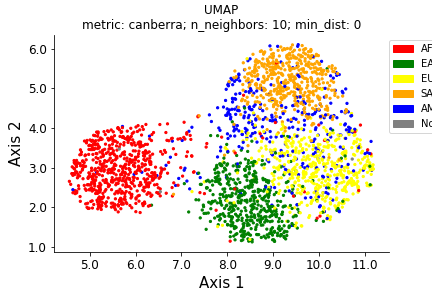 UMAP
metric: canberra; n_neighbors: 10; min_dist: 0
6.0
5.0
4.0
3.0
2.0
1.0
Axis 2
5.0 6.0 7.0 8.0 9.0 10.0 11.0
Axis 1
AF
EA
EU
SA
AM
No